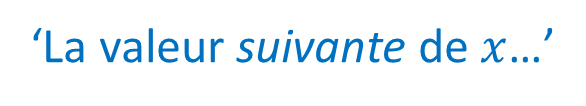 ‘La valeur suivante de 𝑥…’